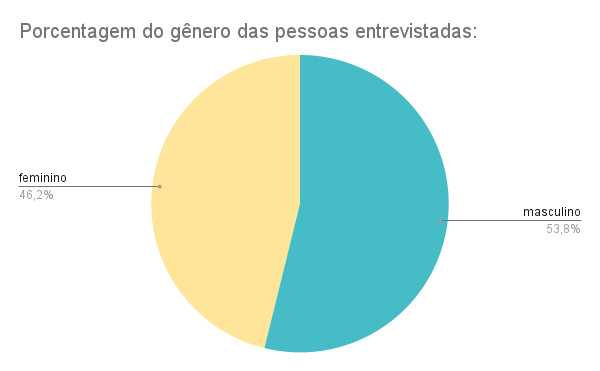 Porcentagem do gênero das pessoas entrevistadas:
feminino
46,2%
masculino
53,8%